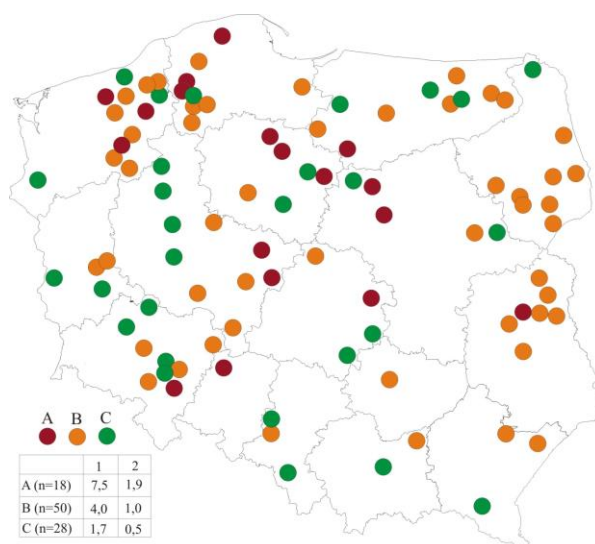 A B C
1 2
A (n=18) 7,5 1,9
B (n=50) 4,0 1,0
C (n=28) 1,7 0,5